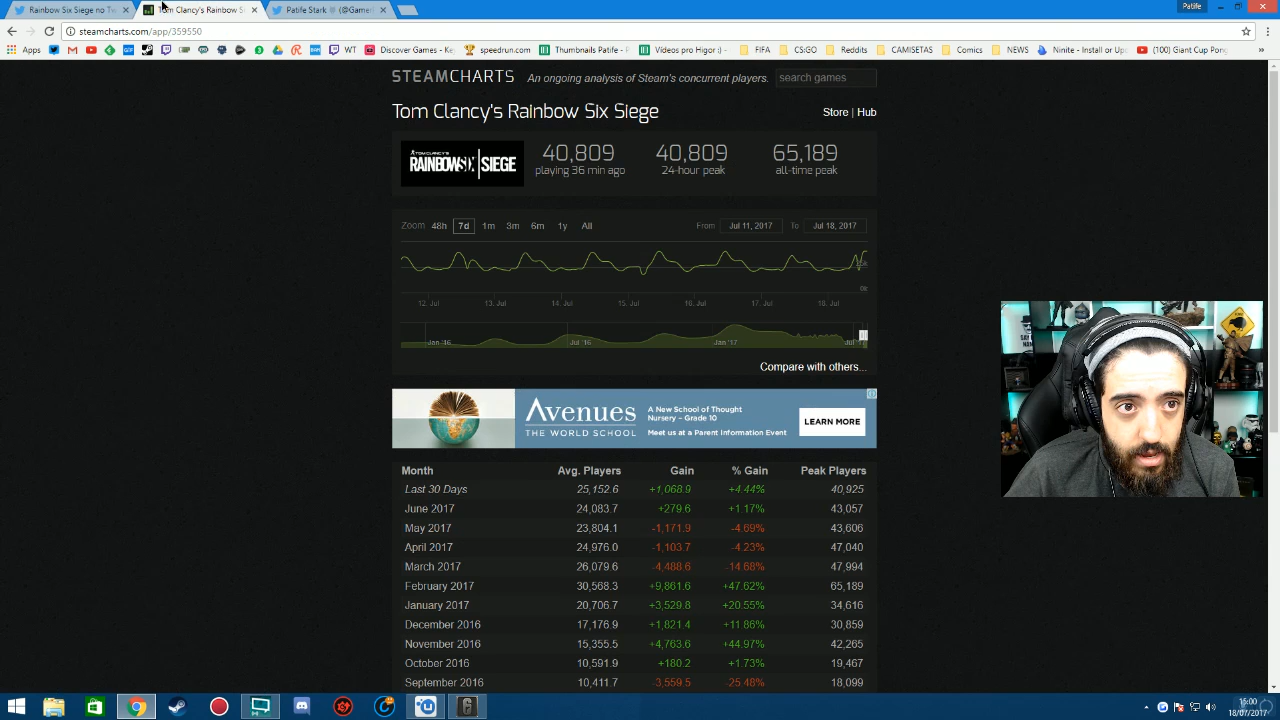 Rainbow Six Siege no Tw
Tom Clancy's Rainbow S
Patife Stark
Patife
steamcharts.com/app/359550
Apps
WT
Discover Games - Ke
speedrun.com
Thumbnails Patife -
Vídeos pro Higor :) -
FIFA
CS:GO
Reddits
CAMISETAS
Comics
NEWS
Ninite - Install or Up
(100) Giant Cup Pong
»
STEAMCHARTS
An ongoing analysis of Steam's concurrent players.
search games
Tom Clancy's Rainbow Six Siege
Store | Hub
TOM CLANCY'S
RAINBOWSIX SIEGE
40,809
playing 36 min ago
40,809
24-hour peak
65,189
all-time peak
Zoom 48h 7d 1m 3m 6m 1y All
From Jul 11, 2017 To Jul 18, 2017
12. Jul 13. Jul 14. Jul 15. Jul 16. Jul 17. Jul 18. Jul
Jan '16 Jul '16 Jan '17
Compare with others...
AVENUES
THE WORLD SCHOOL
A New School of Thought
Nursery – Grade 10
Meet us at a Parent Information Event
LEARN MORE
Month Avg. Players Gain % Gain Peak Players
Last 30 Days 25,152.6 +1,068.9 +4.44% 40,925
June 2017 24,083.7 +279.6 +1.17% 43,057
May 2017 23,804.1 -1,171.9 -4.69% 43,606
April 2017 24,976.0 -1,103.7 -4.23% 47,040
March 2017 26,079.6 -4,488.6 -14.68% 47,994
February 2017 30,568.3 +9,861.6 +47.62% 65,189
January 2017 20,706.7 +3,529.8 +20.55% 34,616
December 2016 17,176.9 +1,821.4 +11.86% 30,859
November 2016 15,355.5 +4,763.6 +44.97% 42,265
October 2016 10,591.9 +180.2 +1.73% 19,467
September 2016 10,411.7 -3,559.5 -25.48% 18,099
15:00
18/07/2017